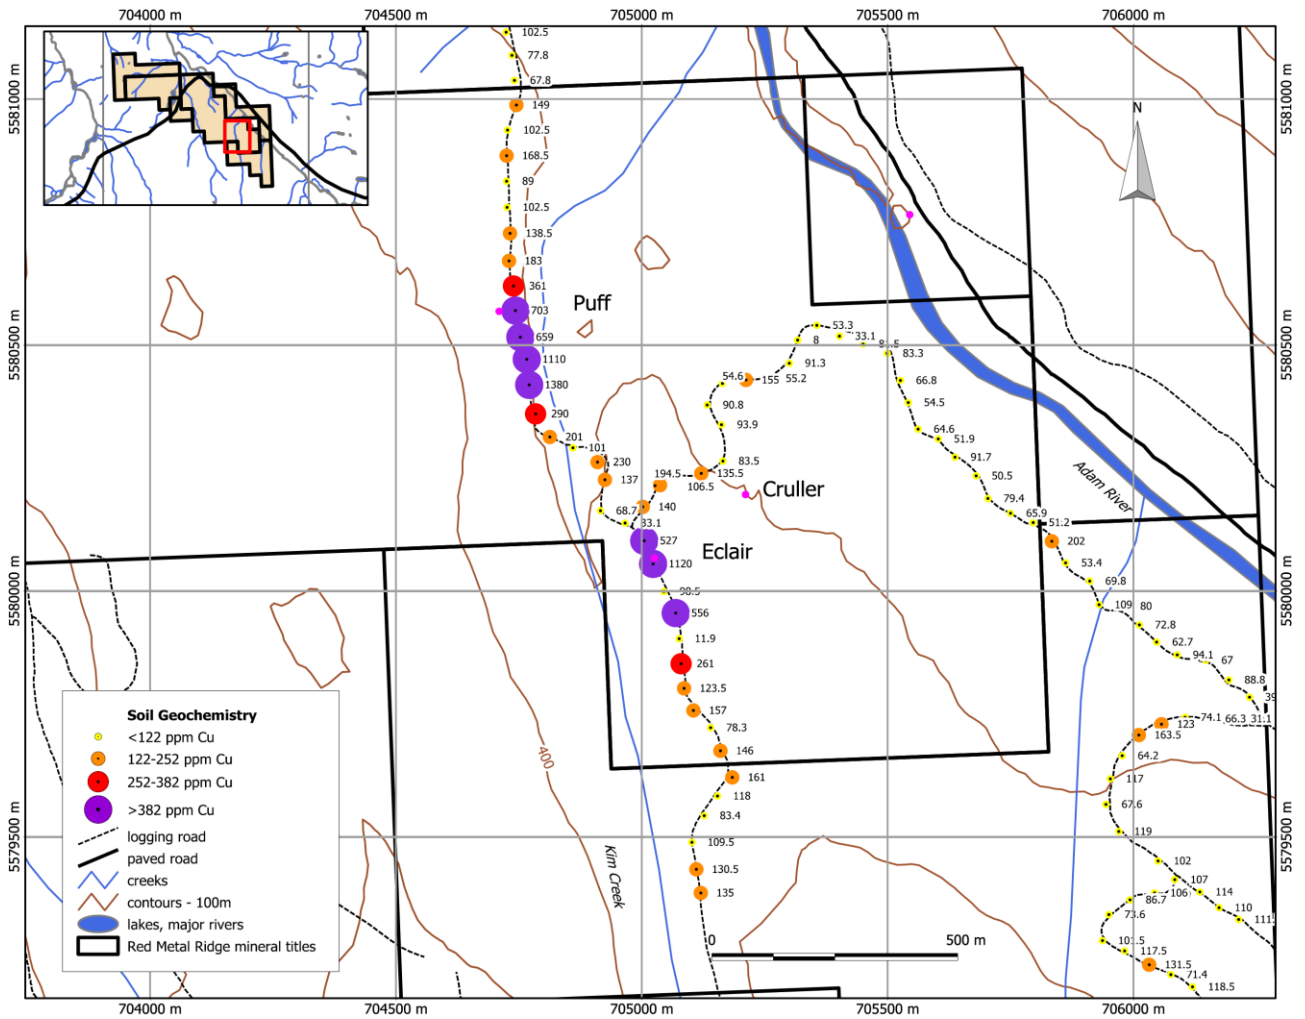 704000 m
704500 m
705000 m
705500 m
706000 m
102.5
77.8
67.8
149
102.5
168.5
89
102.5
138.5
183
361
703
659
1110
1380
290
201
101
230
137
68.7
33.1
527
1120
98.5
556
11.9
261
123.5
157
78.3
146
161
118
83.4
109.5
130.5
135
Puff
Cruller
Eclair
194.5
140
106.5
135.5
83.5
93.9
90.8
54.6
155
55.2
91.3
8
53.3
33.1
83.3
66.8
54.5
64.6
51.9
91.7
50.5
79.4
65.9
51.2
202
53.4
69.8
109
80
72.8
62.7
94.1
67
88.8
39
31.1
66.3
74.1
123
163.5
64.2
117
67.6
119
102
107
114
110
111.
106
86.7
73.6
101.5
117.5
131.5
71.4
118.5
N
Adam River
Kim Creek
400
5581000 m
5580500 m
5580000 m
5579500 m
5581000 m
5580500 m
5580000 m
5579500 m
Soil Geochemistry
<122 ppm Cu
122-252 ppm Cu
252-382 ppm Cu
>382 ppm Cu
logging road
paved road
creeks
contours - 100m
lakes, major rivers
Red Metal Ridge mineral titles
0
500 m
704000 m
704500 m
705000 m
705500 m
706000 m